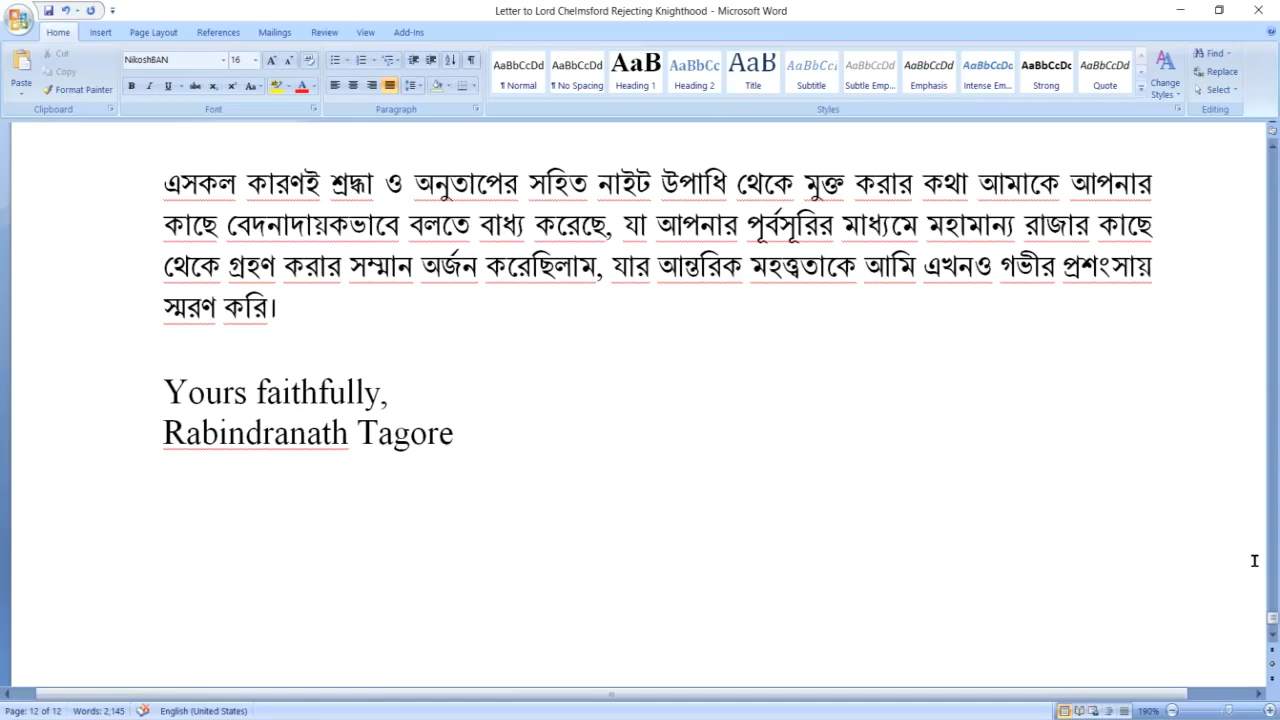 Letter to Lord Chelmsford Rejecting Knighthood - Microsoft Word
Home Insert Page Layout References Mailings Review View Add-Ins
Paste
Cut
Copy
Format Painter
Clipboard
NikoshBAN 16
Font
Paragraph
AaBbCcDd AaBbCcDd AaB AaBbCc AaB AaBbCci AaBbCcDd AaBbCcDd AaBbCcDd AaBbCcDc AaBbCcDd
¶ Normal ¶ No Spacing Heading 1 Heading 2 Title Subtitle Subtle Emp... Emphasis Intense Em... Strong Quote
Change Styles
Styles
Find
Replace
Select
Editing
এসকল কারণই শ্রদ্ধা ও অনুতাপের সহিত নাইট উপাধি থেকে মুক্ত করার কথা আমাকে আপনার
কাছে বেদনাদায়কভাবে বলতে বাধ্য করেছে, যা আপনার পূর্বসূরির মাধ্যমে মহামান্য রাজার কাছে
থেকে গ্রহণ করার সম্মান অর্জন করেছিলাম, যার আন্তরিক মহত্ত্বতাকে আমি এখনও গভীর প্রশংসায়
স্মরণ করি।
Yours faithfully,
Rabindranath Tagore
Page: 12 of 12 Words: 2,145 English (United States) 190%